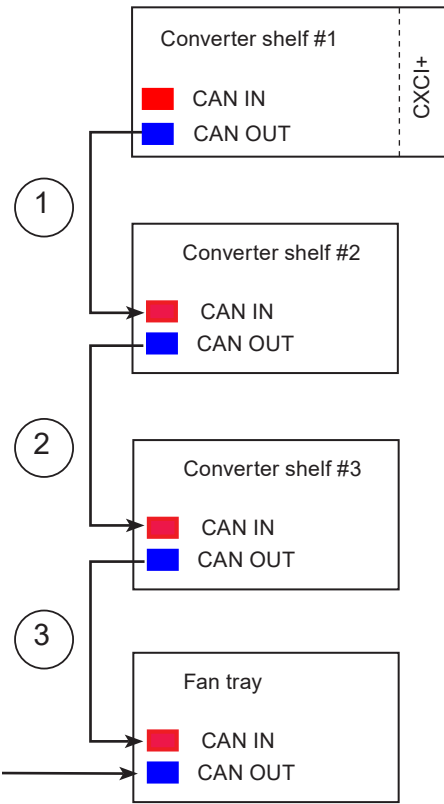 Converter shelf #1
CXCI+
CAN IN
CAN OUT
1
Converter shelf #2
CAN IN
CAN OUT
2
Converter shelf #3
CAN IN
CAN OUT
3
Fan tray
CAN IN
CAN OUT